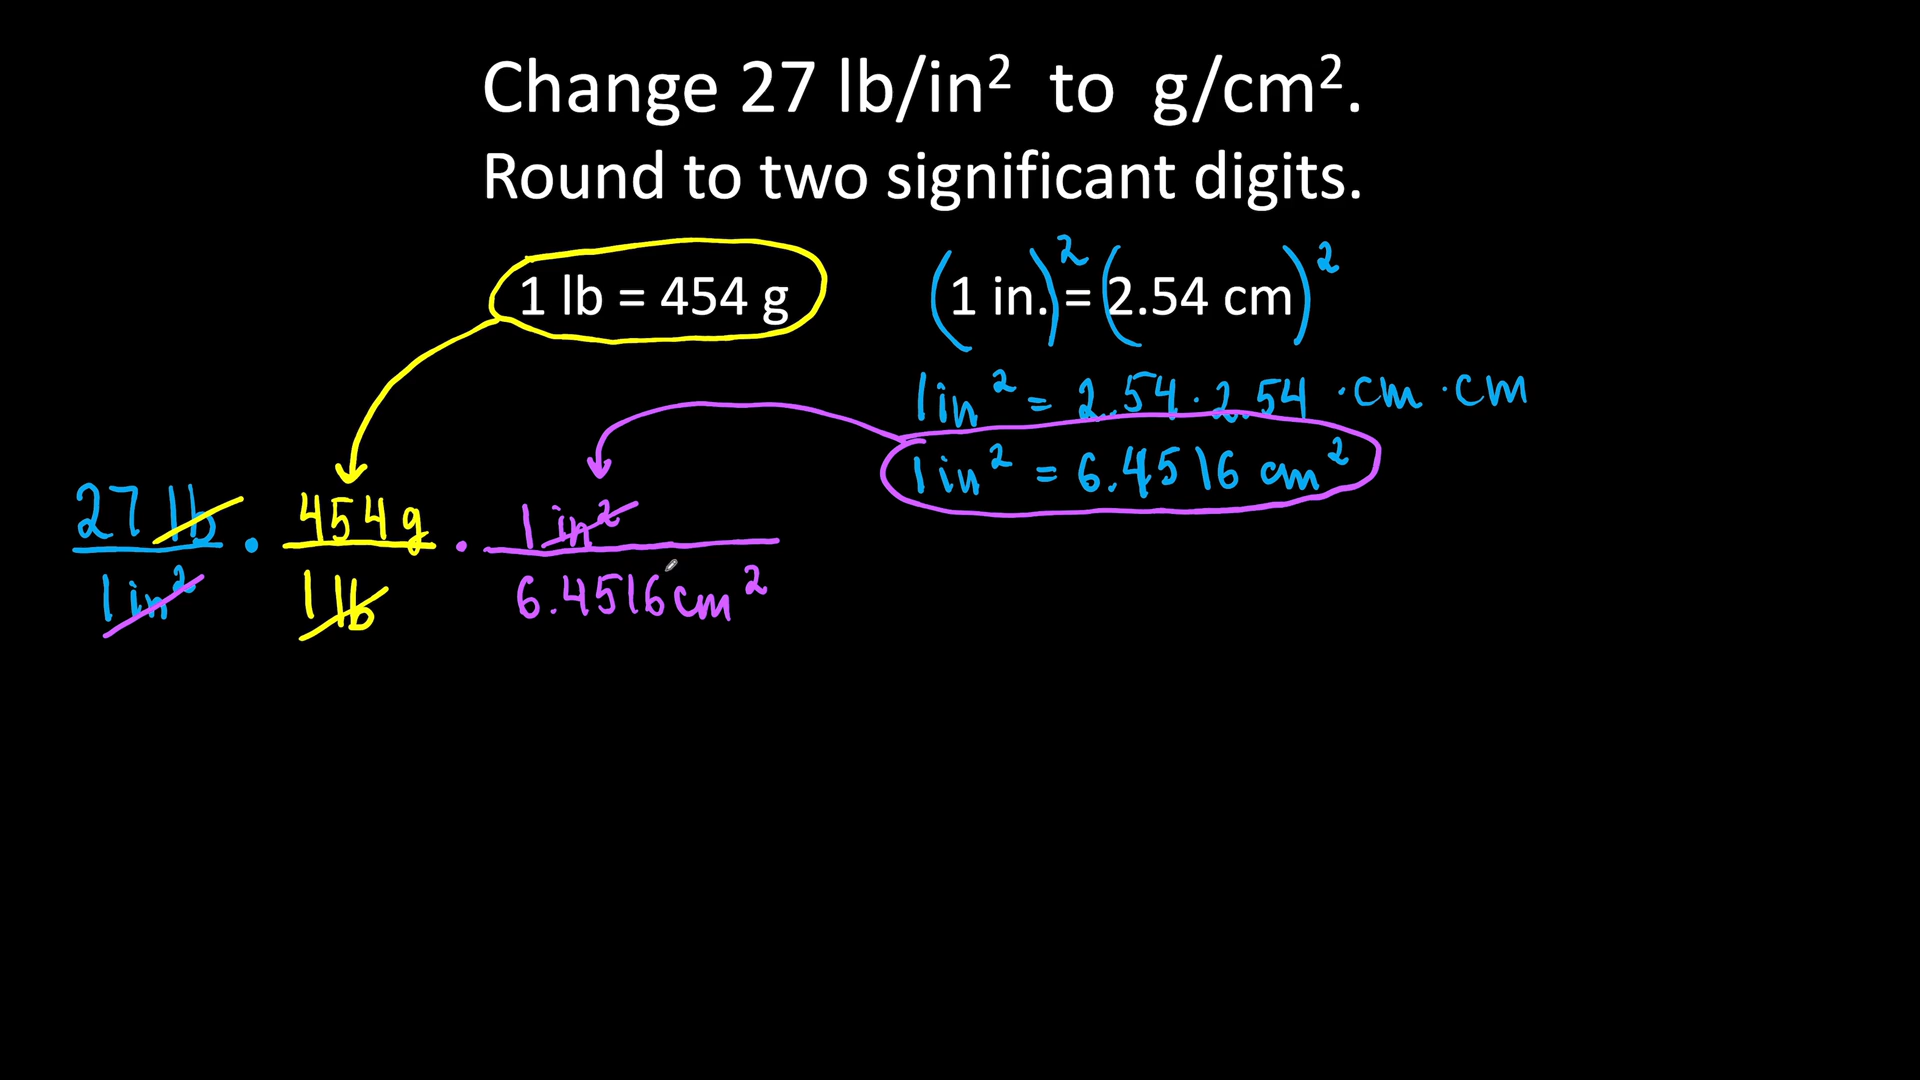 Change 27 lb/in² to g/cm².
Round to two significant digits.
1 lb = 454 g (1 in.)² = (2.54 cm)²
1 in² = 2.54 · 2.54 · cm · cm
1 in² = 6.4516 cm²
27 lb · 454 g · 1 in²
1 in² 1 lb 6.4516 cm²